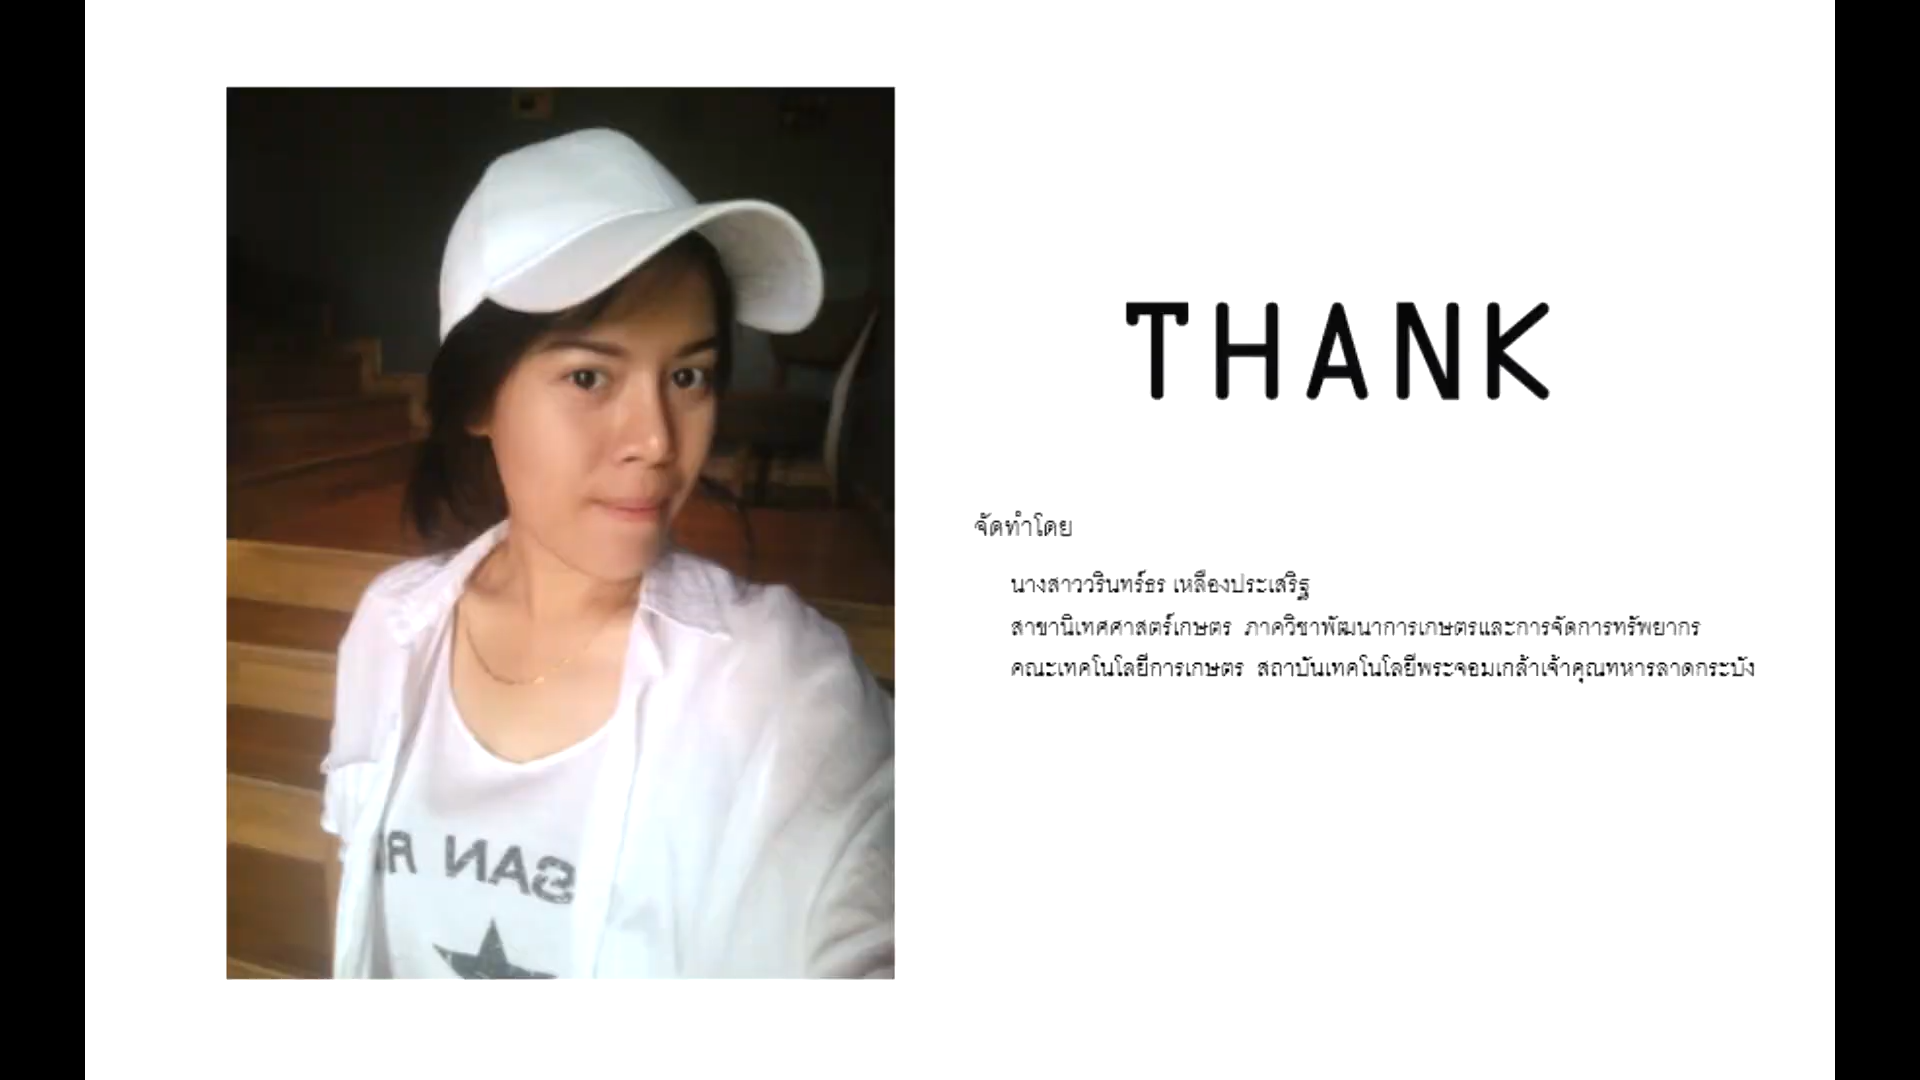 THANK
จัดทำโดย
นางสาววรินทร์ธร เหลืองประเสริฐ
สาขานิเทศศาสตร์เกษตร ภาควิชาพัฒนาการเกษตรและการจัดการทรัพยากร
คณะเทคโนโลยีการเกษตร สถาบันเทคโนโลยีพระจอมเกล้าเจ้าคุณทหารลาดกระบัง
SAN